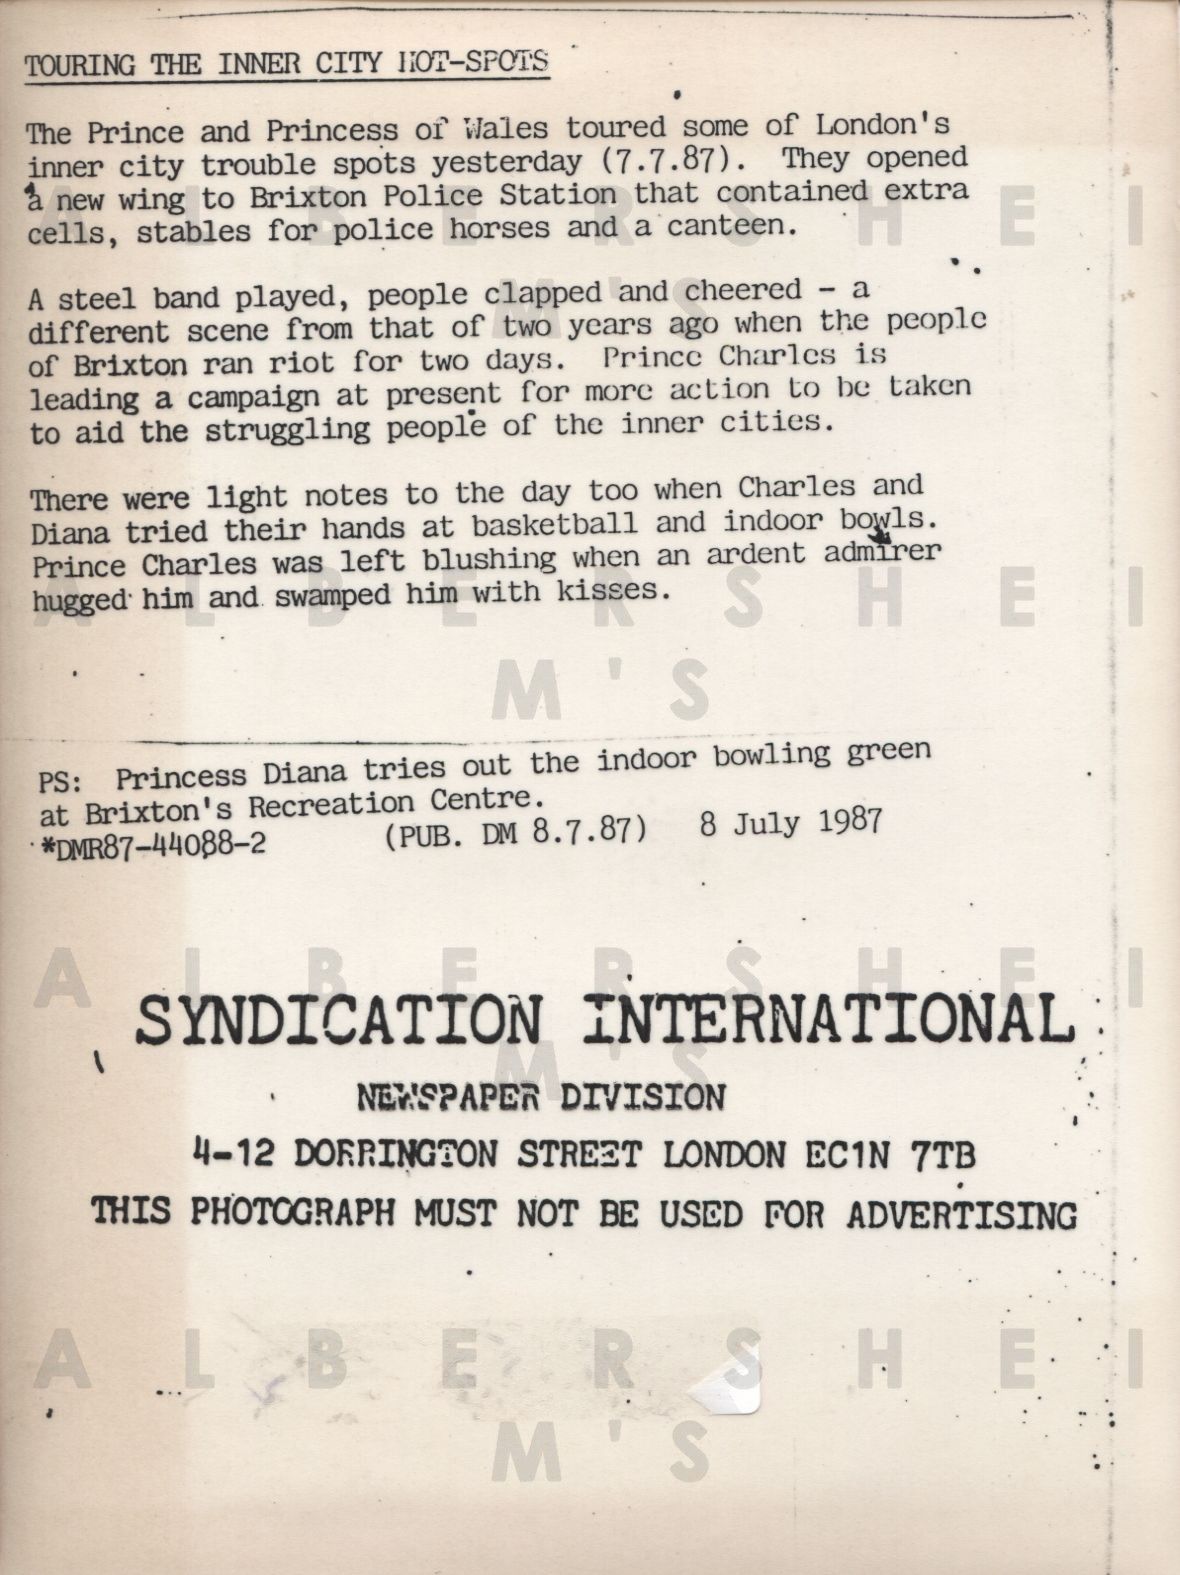 TOURING THE INNER CITY HOT-SPOTS
The Prince and Princess of Wales toured some of London's
inner city trouble spots yesterday (7.7.87). They opened
a new wing to Brixton Police Station that contained extra
cells, stables for police horses and a canteen.
A steel band played, people clapped and cheered - a
different scene from that of two years ago when the people
of Brixton ran riot for two days. Prince Charles is
leading a campaign at present for more action to be taken
to aid the struggling people of the inner cities.
There were light notes to the day too when Charles and
Diana tried their hands at basketball and indoor bowls.
Prince Charles was left blushing when an ardent admirer
hugged him and swamped him with kisses.
PS: Princess Diana tries out the indoor bowling green
at Brixton's Recreation Centre.
*DMR87-44088-2 (PUB. DM 8.7.87) 8 July 1987
SYNDICATION INTERNATIONAL
NEWSPAPER DIVISION
4-12 DORRINGTON STREET LONDON EC1N 7TB
THIS PHOTOGRAPH MUST NOT BE USED FOR ADVERTISING
ALBERSHEI
M'S
ALBERSHEI
M'S
ALBERSHEI
M'S
ALBERSHEI
M'S